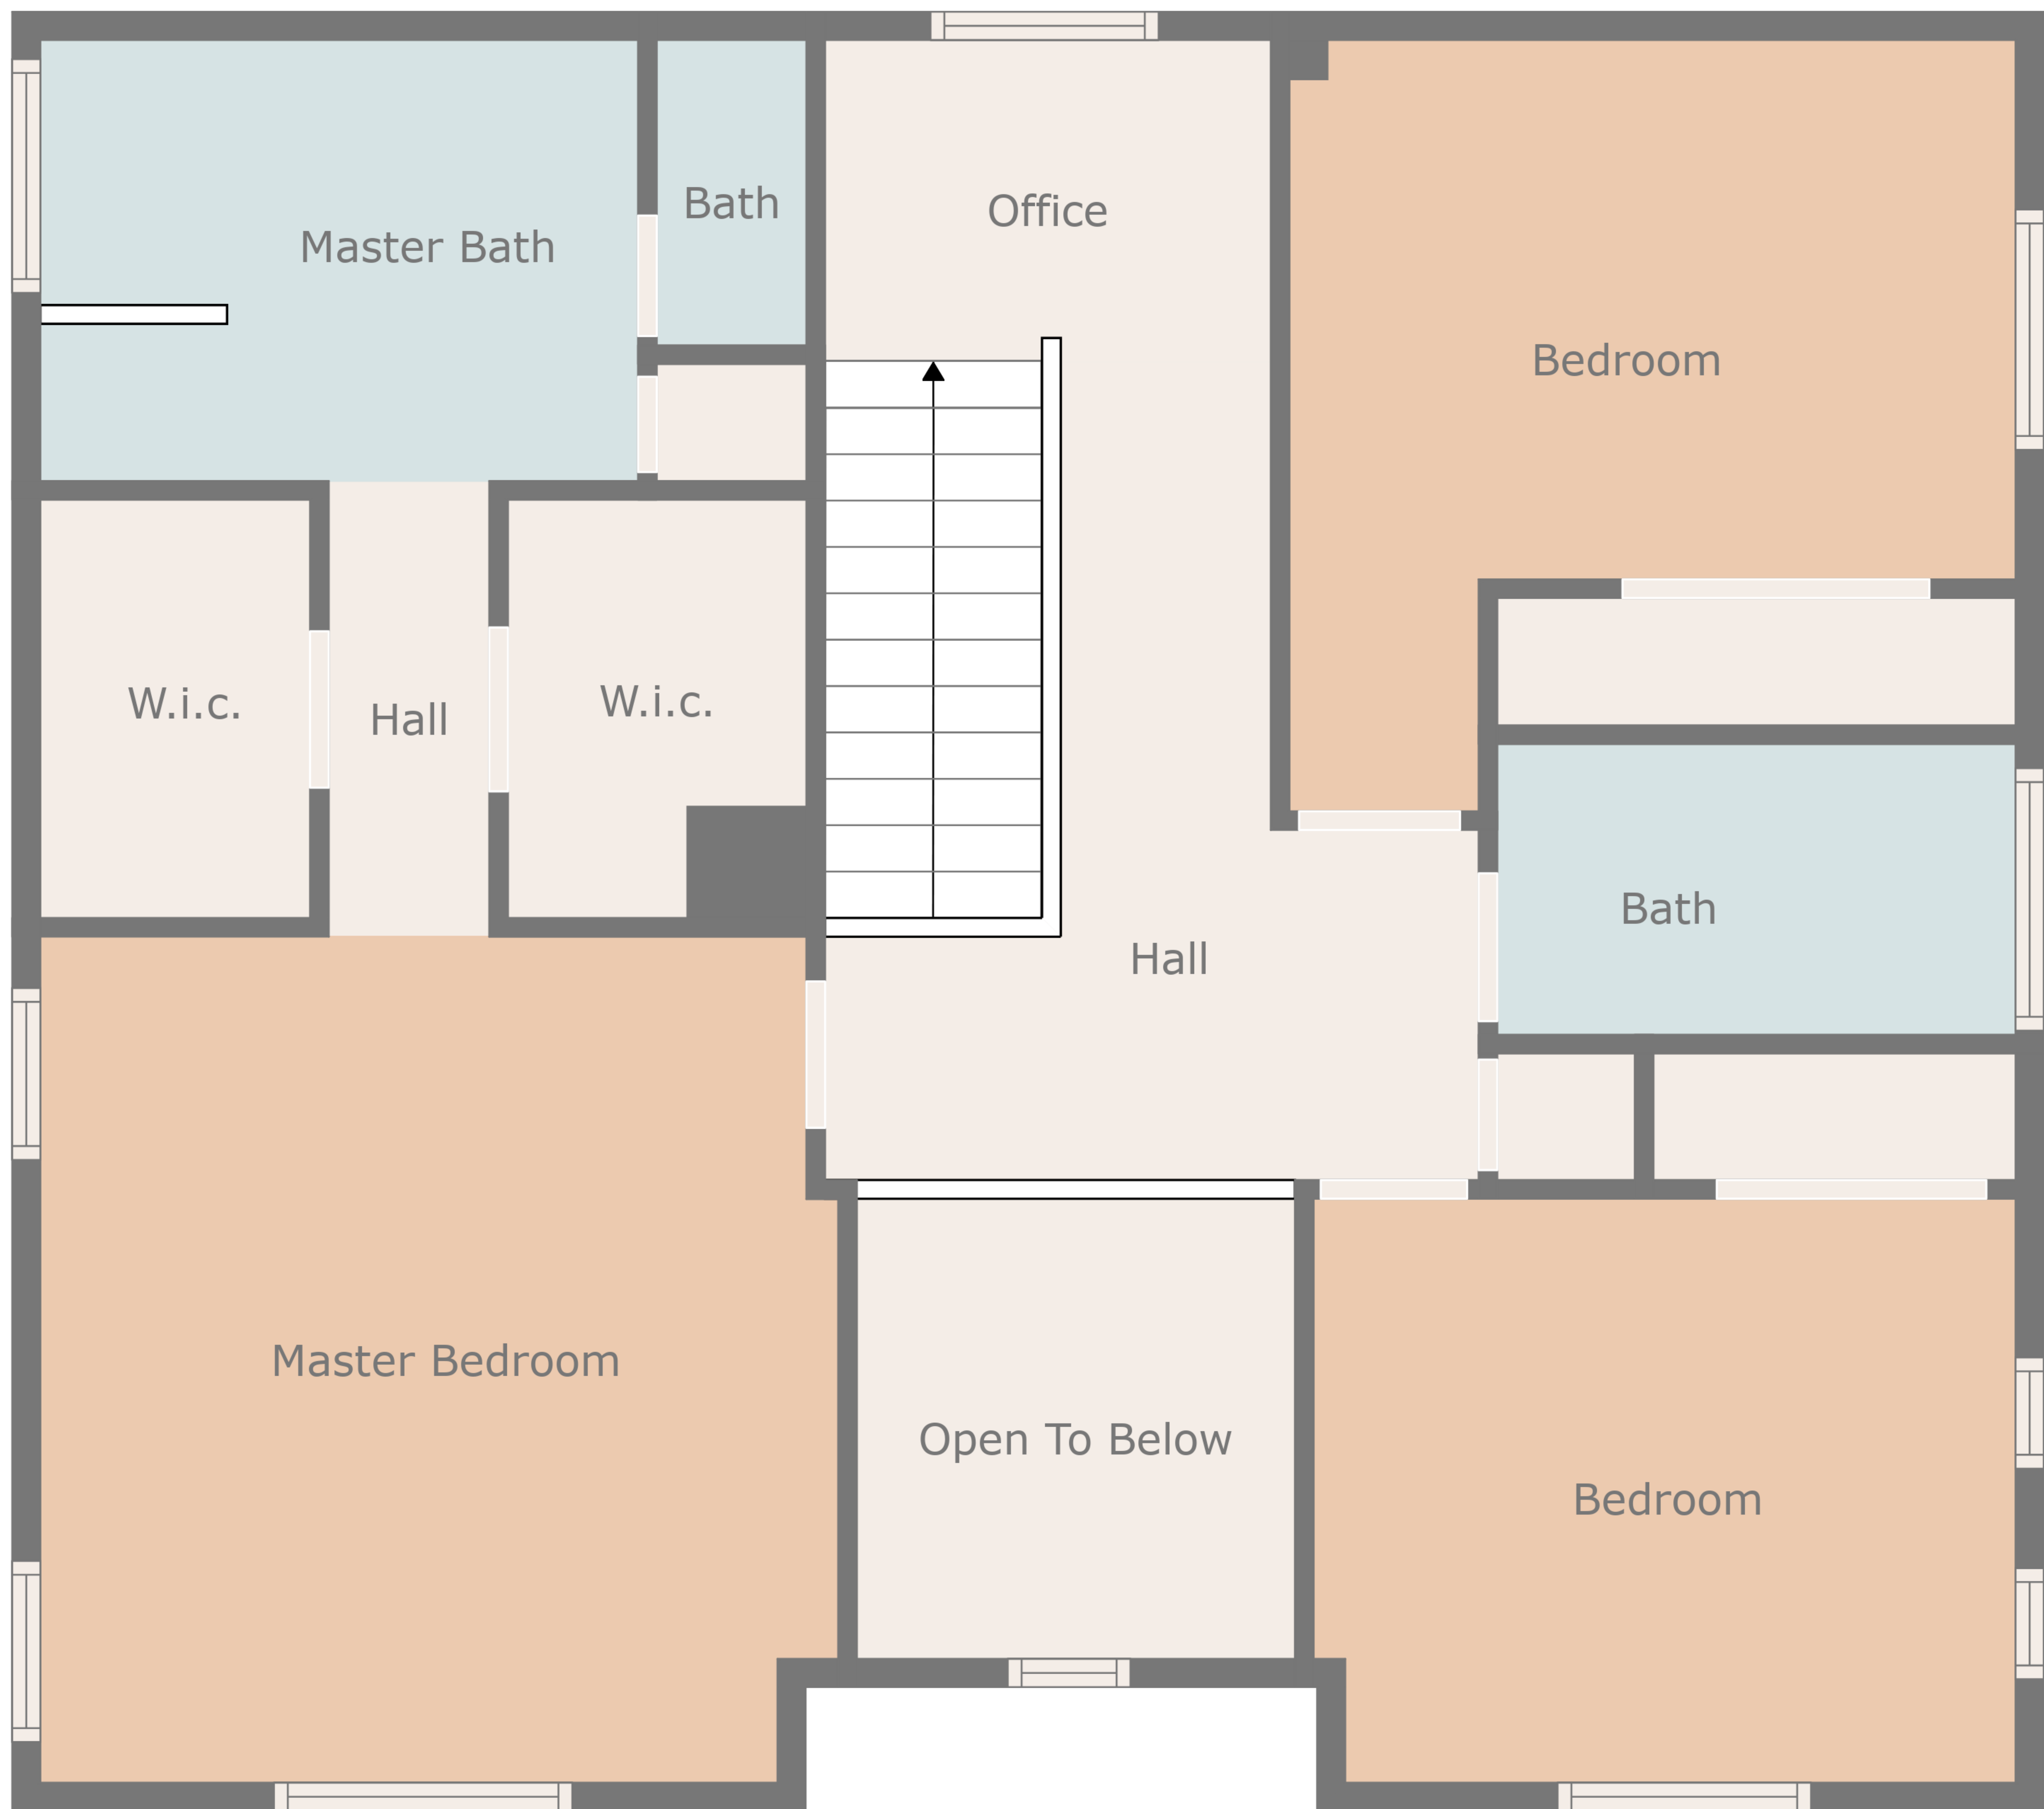 Master Bath
Bath
Office
Bedroom
W.i.c.
Hall
W.i.c.
Bath
Hall
Master Bedroom
Open To Below
Bedroom